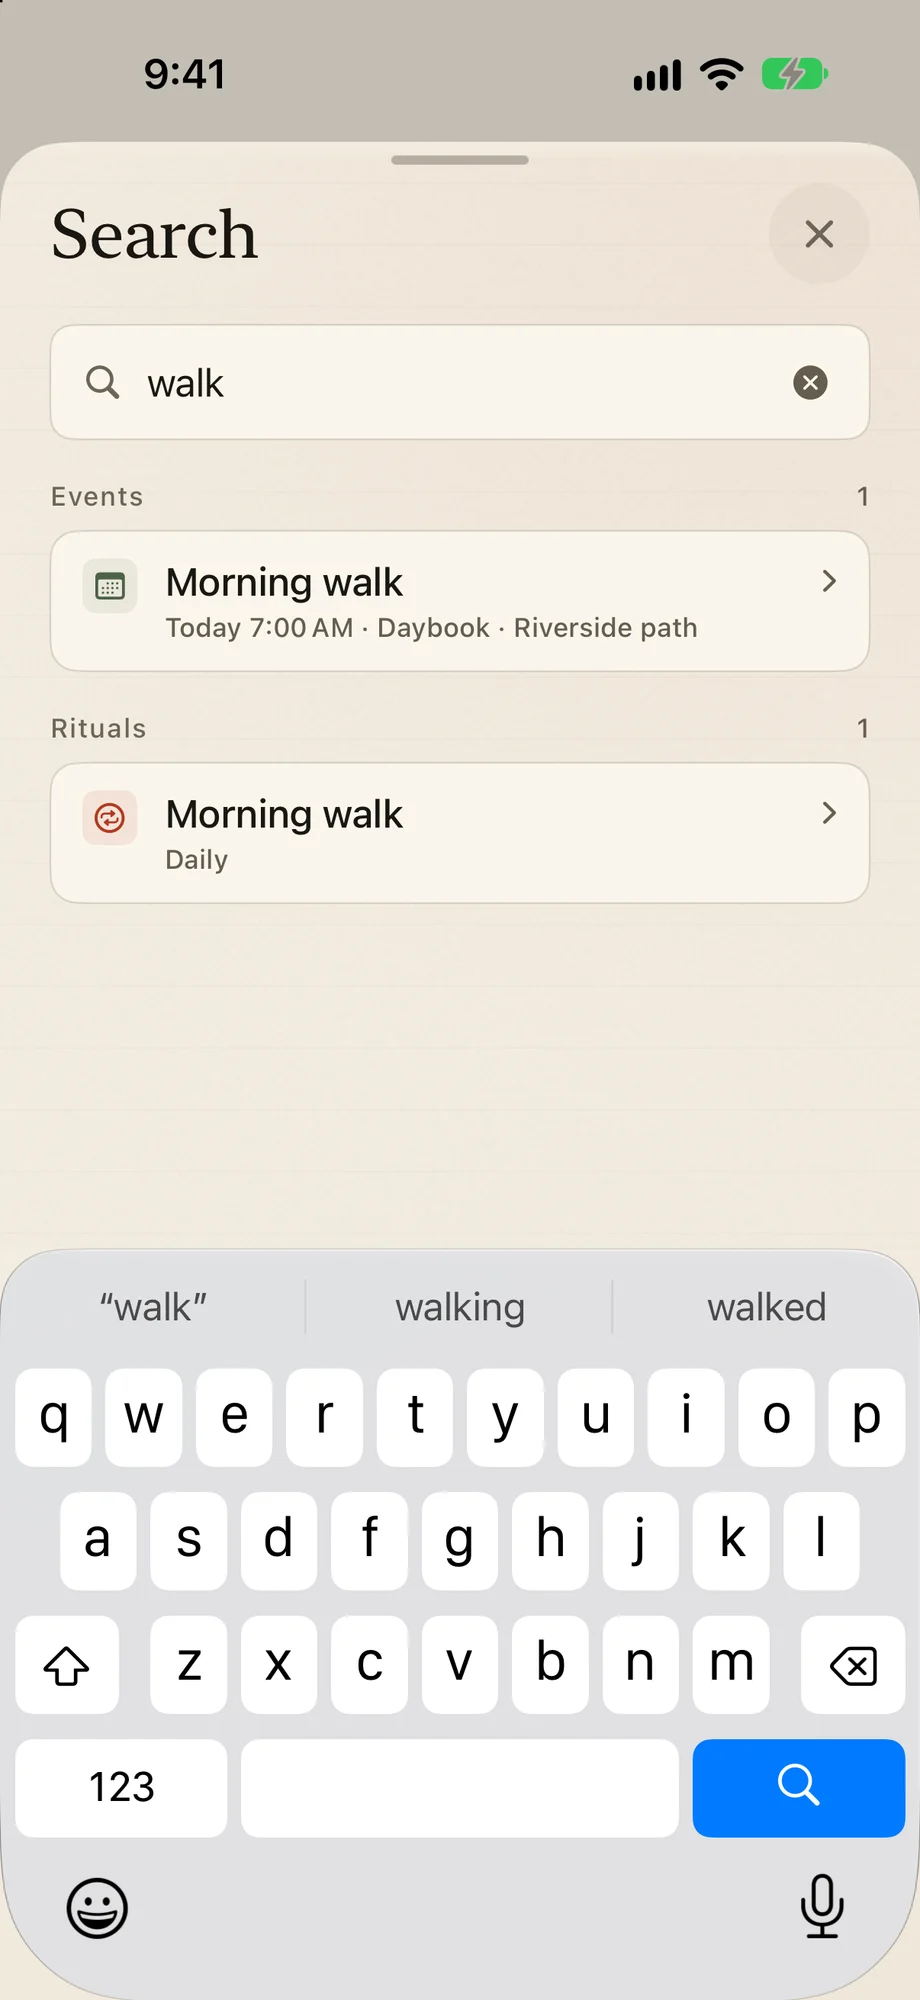 9:41
Search
walk
Events 1
Morning walk
Today 7:00 AM · Daybook · Riverside path
Rituals 1
Morning walk
Daily
“walk” walking walked
q w e r t y u i o p
a s d f g h j k l
z x c v b n m
123